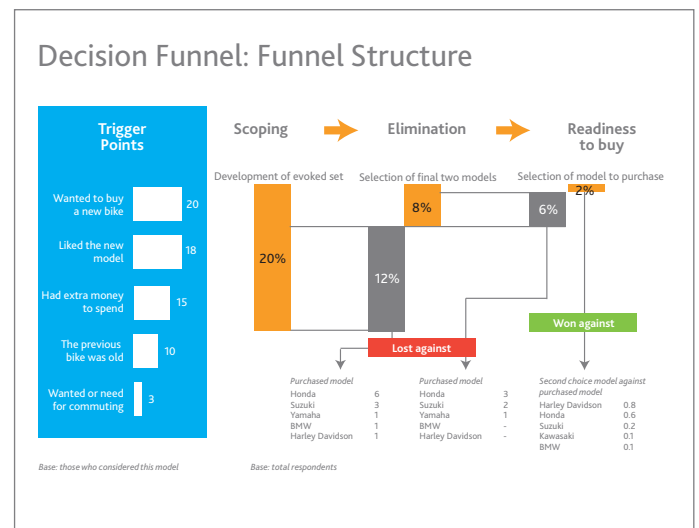 Decision Funnel: Funnel Structure
Trigger
Points
Wanted to buy
a new bike
20
Liked the new
model
18
Had extra money
to spend
15
The previous
bike was old
10
Wanted or need
for commuting
3
Base: those who considered this model
Scoping
Elimination
Readiness
to buy
Development of evoked set
Selection of final two models
Selection of model to purchase
20%
12%
8%
6%
2%
Lost against
Won against
Purchased model
Honda 6
Suzuki 3
Yamaha 1
BMW 1
Harley Davidson 1
Purchased model
Honda 3
Suzuki 2
Yamaha 1
BMW -
Harley Davidson -
Second choice model against
purchased model
Harley Davidson 0.8
Honda 0.6
Suzuki 0.2
Kawasaki 0.1
BMW 0.1
Base: total respondents